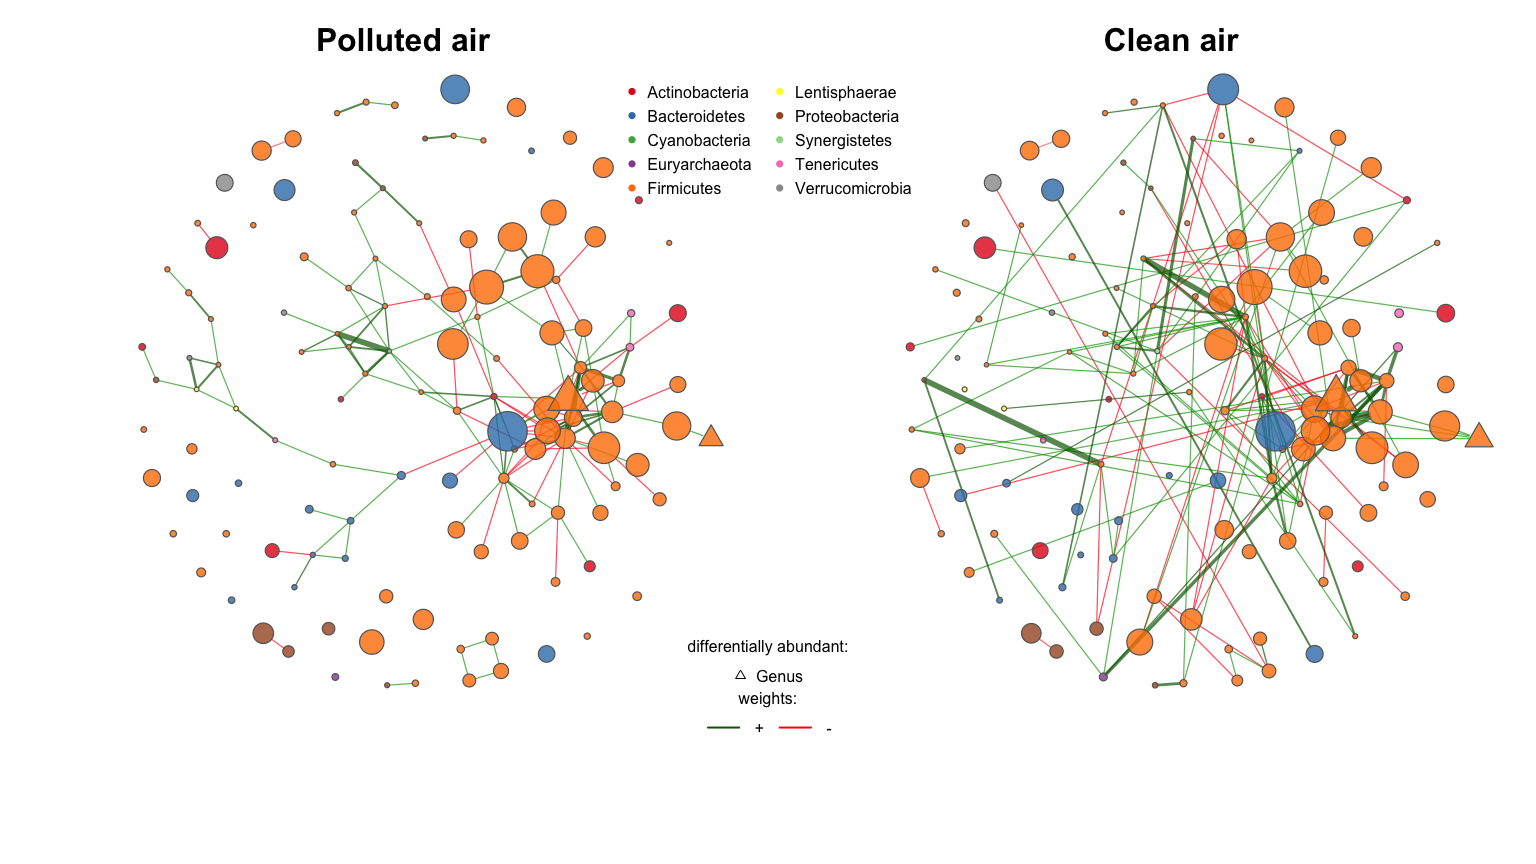 Polluted air
Clean air
Actinobacteria
Bacteroidetes
Cyanobacteria
Euryarchaeota
Firmicutes
Lentisphaerae
Proteobacteria
Synergistetes
Tenericutes
Verrucomicrobia
differentially abundant:
Genus
weights:
+ -